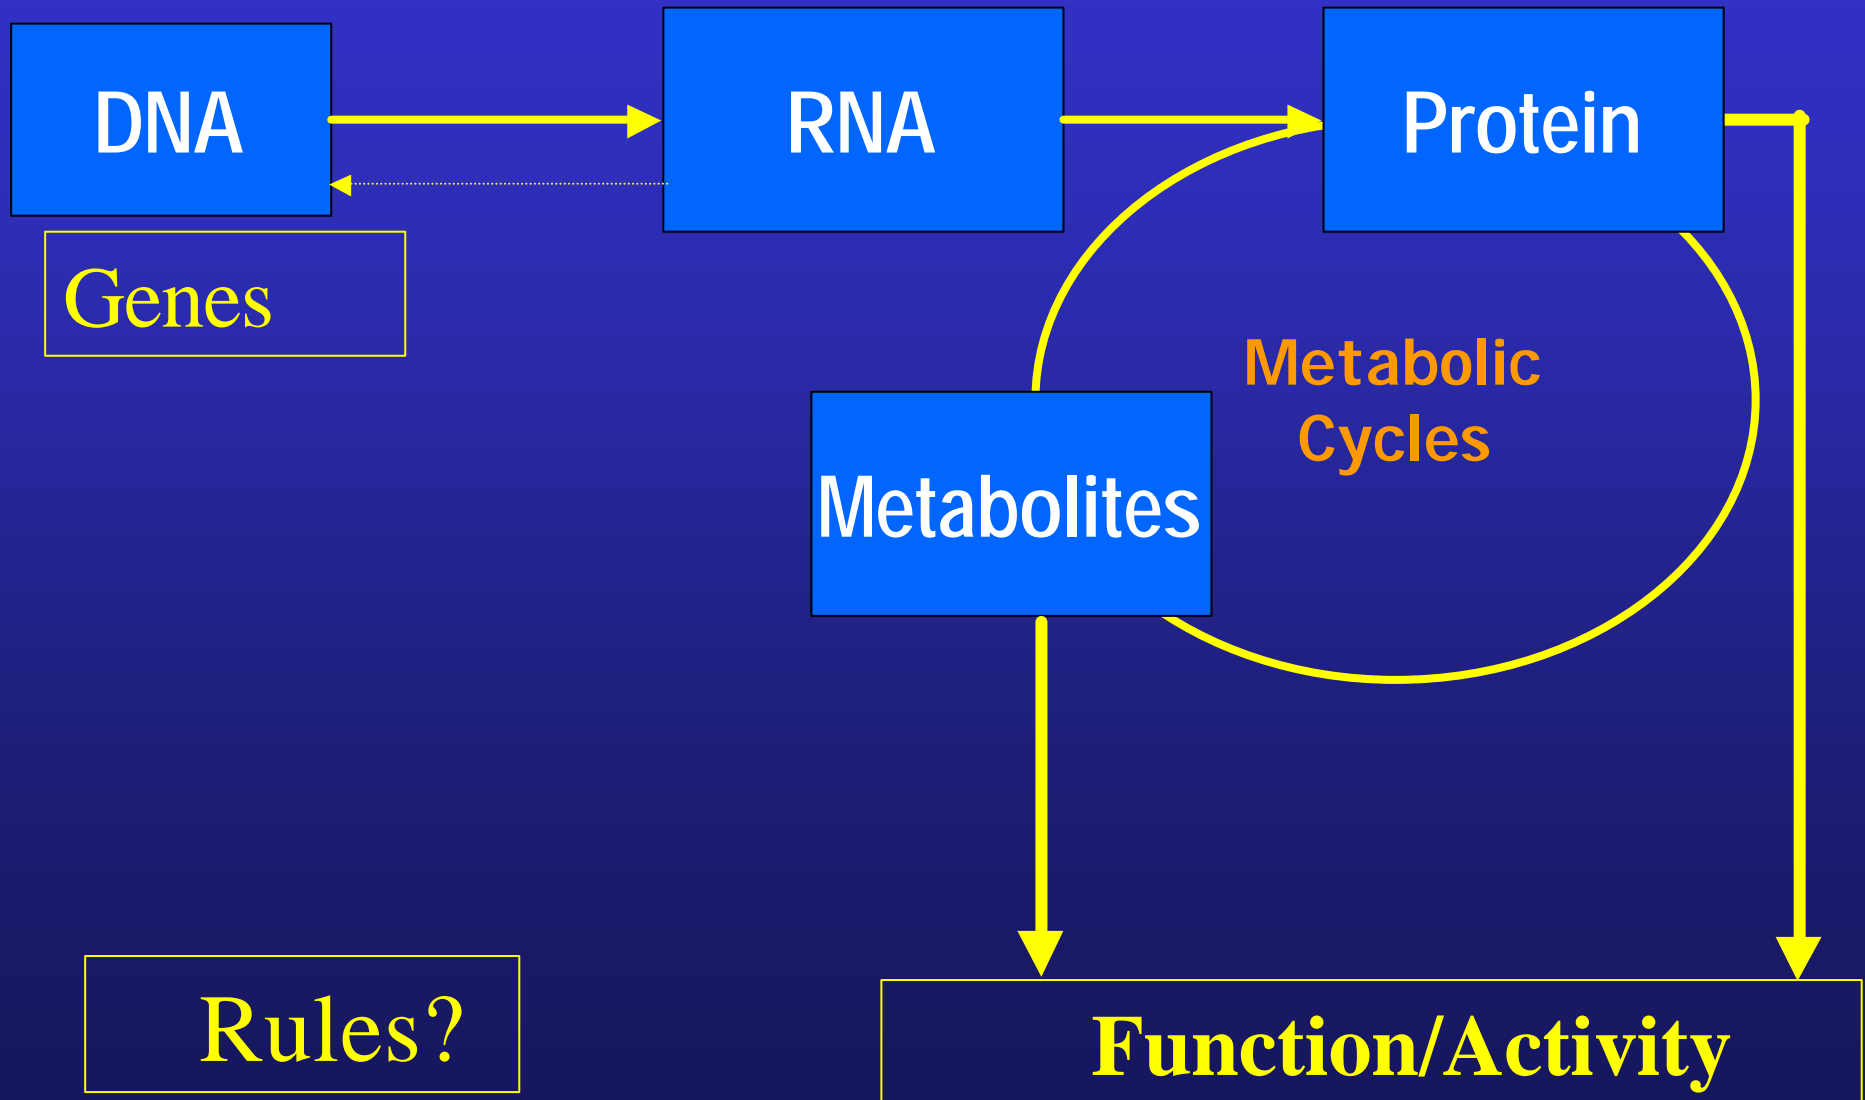 DNA
RNA
Protein
Genes
Metabolic
Cycles
Metabolites
Rules?
Function/Activity